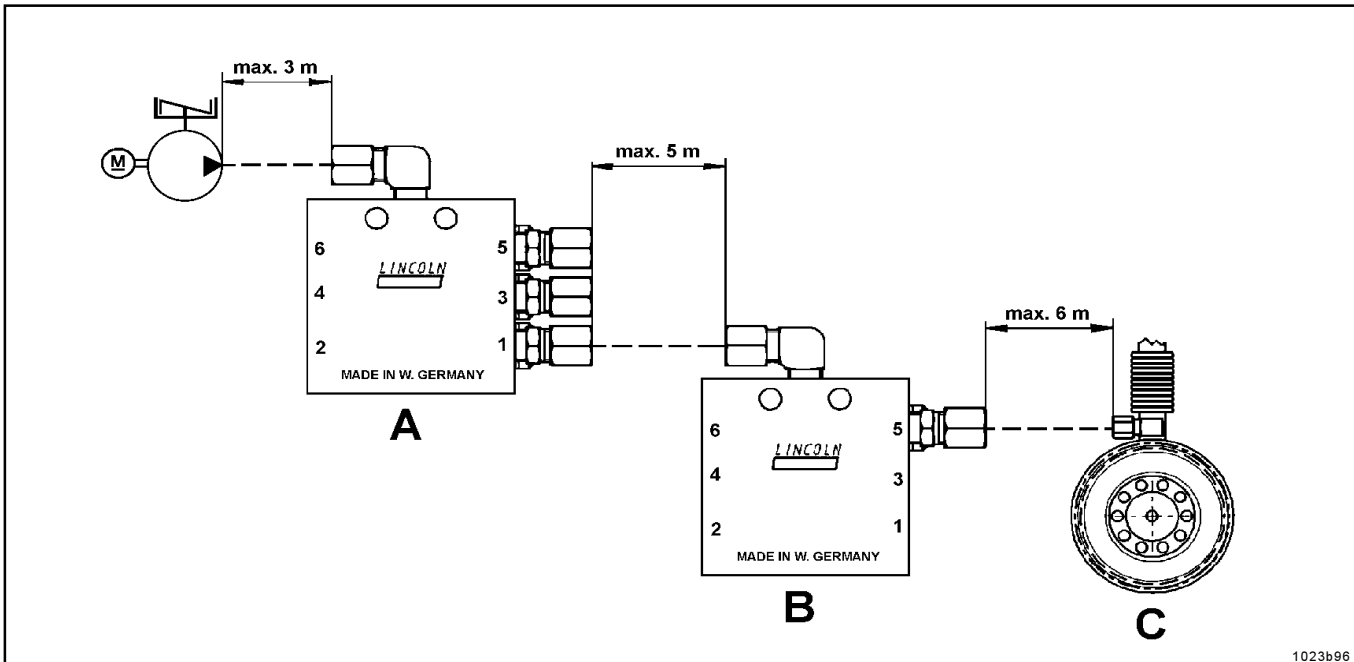 max. 3 m
M
max. 5 m
6 5
LINCOLN
4 3
2 1
MADE IN W. GERMANY
A
max. 6 m
6 5
LINCOLN
4 3
2 1
MADE IN W. GERMANY
B
C
1023b96